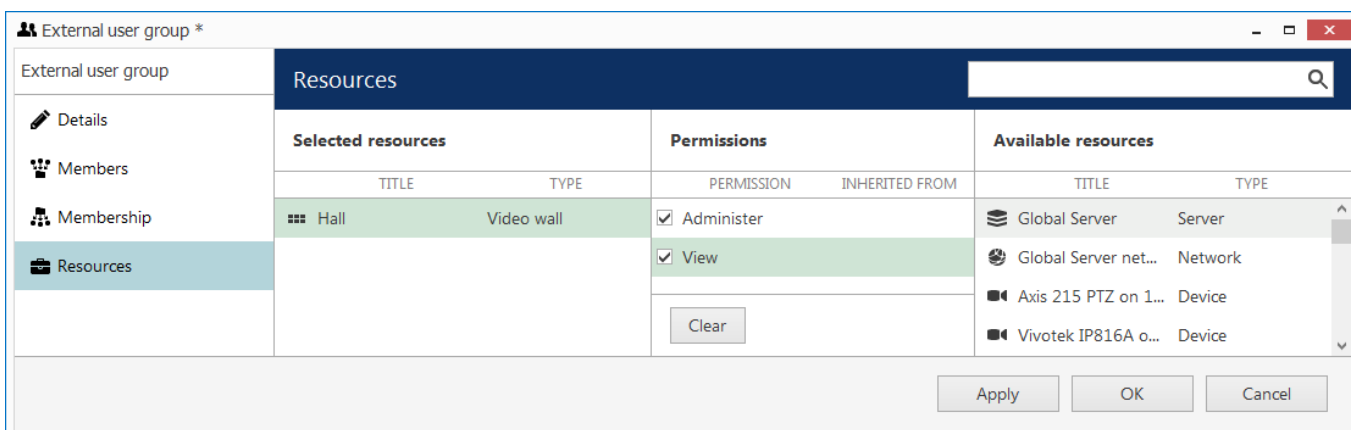 External user group *
External user group
Details
Members
Membership
Resources
Resources
Selected resources
TITLE TYPE
Hall Video wall
Permissions
PERMISSION INHERITED FROM
Administer
View
Clear
Available resources
TITLE TYPE
Global Server Server
Global Server net... Network
Axis 215 PTZ on 1... Device
Vivotek IP816A o... Device
Apply OK Cancel